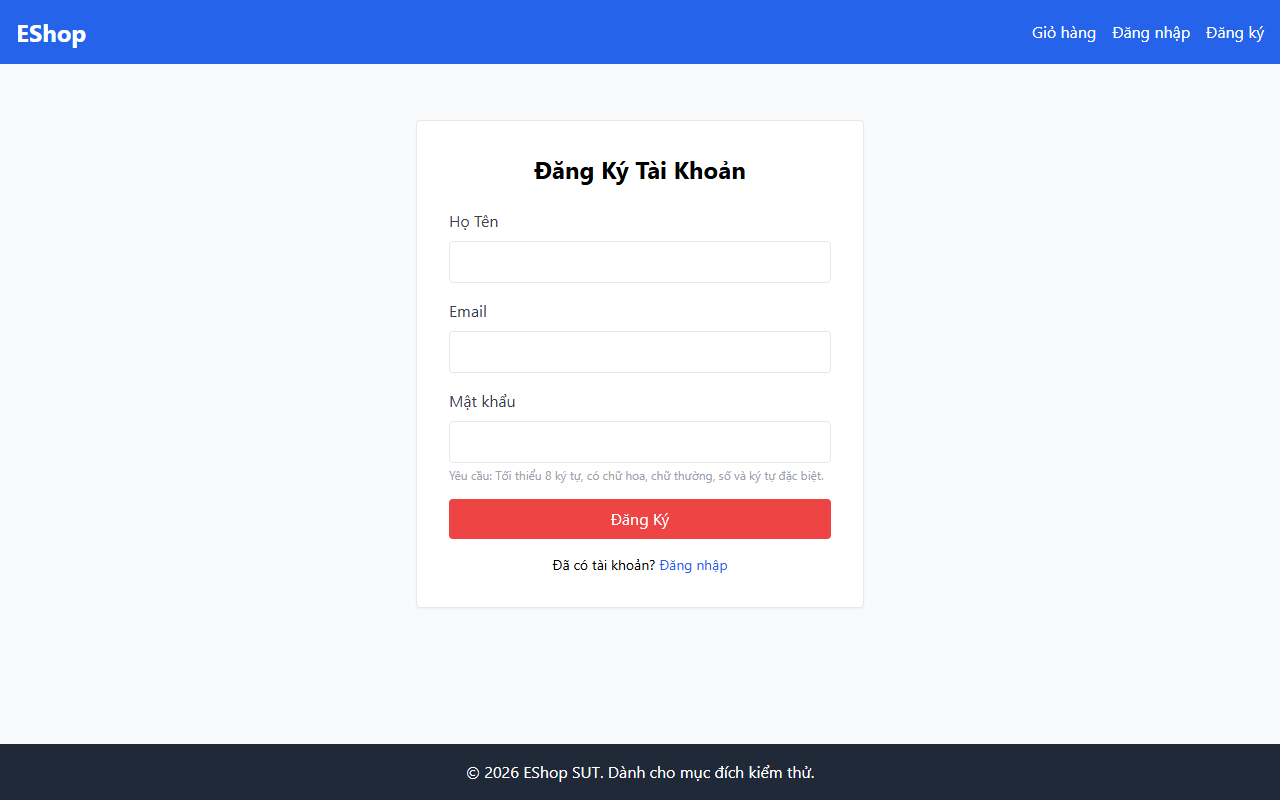 EShop
Giỏ hàng Đăng nhập Đăng ký
Đăng Ký Tài Khoản
Họ Tên
Email
Mật khẩu
Yêu cầu: Tối thiểu 8 ký tự, có chữ hoa, chữ thường, số và ký tự đặc biệt.
Đăng Ký
Đã có tài khoản? Đăng nhập
© 2026 EShop SUT. Dành cho mục đích kiểm thử.